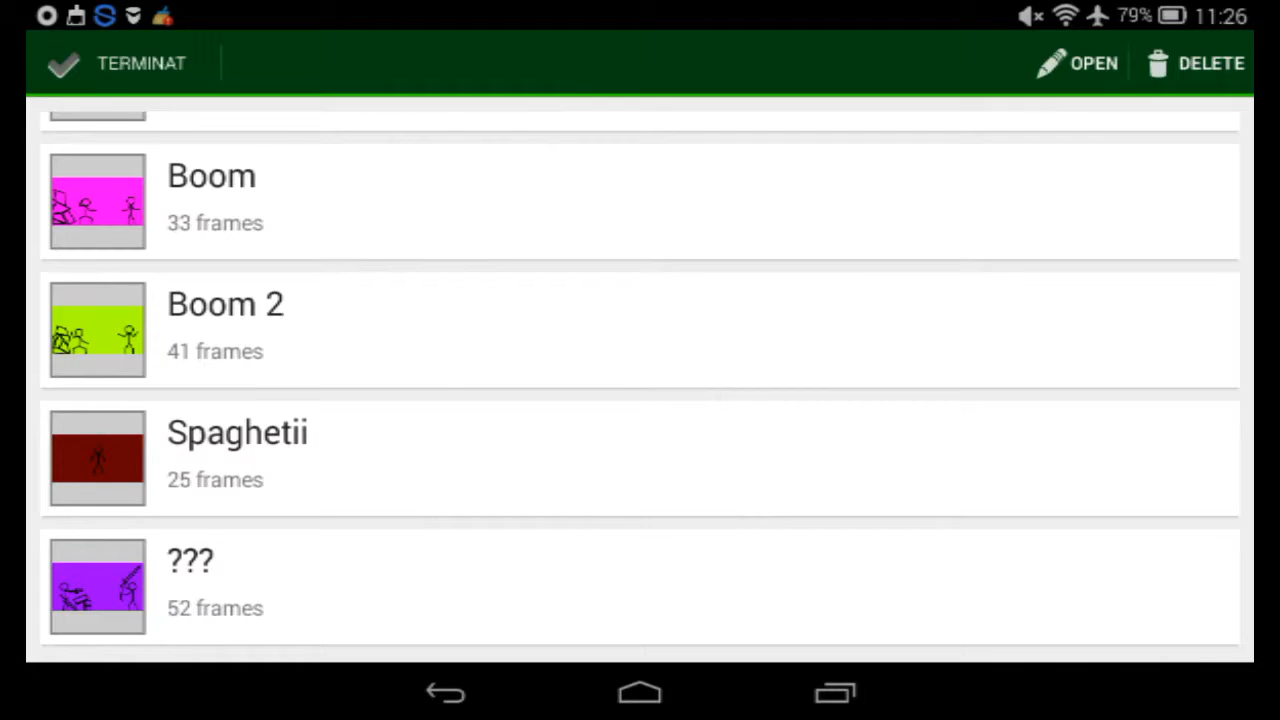 79% 11:26
TERMINAT OPEN DELETE
Boom
33 frames
Boom 2
41 frames
Spaghetii
25 frames
???
52 frames